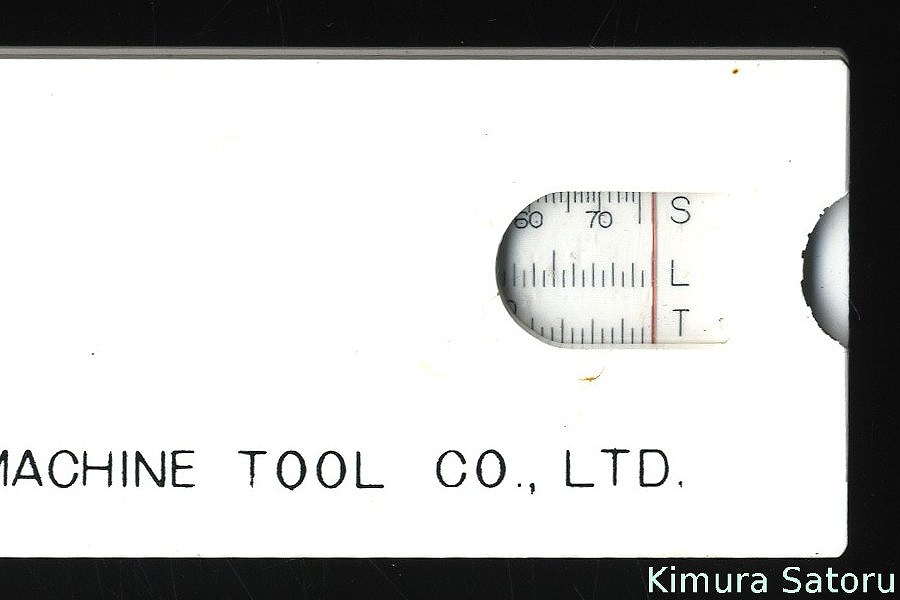 S
60 70
L
T
MACHINE TOOL CO., LTD.
Kimura Satoru